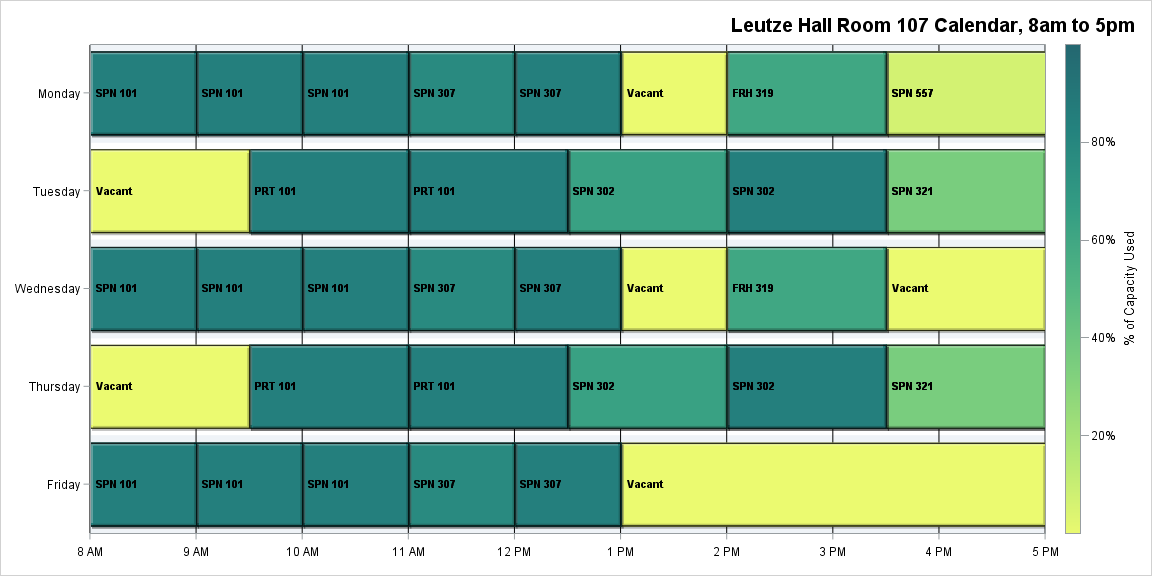 Leutze Hall Room 107 Calendar, 8am to 5pm
Monday SPN 101 SPN 101 SPN 101 SPN 307 SPN 307 Vacant FRH 319 SPN 557
80%
Tuesday Vacant PRT 101 PRT 101 SPN 302 SPN 302 SPN 321
60%
% of Capacity Used
Wednesday SPN 101 SPN 101 SPN 101 SPN 307 SPN 307 Vacant FRH 319 Vacant
40%
Thursday Vacant PRT 101 PRT 101 SPN 302 SPN 302 SPN 321
20%
Friday SPN 101 SPN 101 SPN 101 SPN 307 SPN 307 Vacant
8 AM 9 AM 10 AM 11 AM 12 PM 1 PM 2 PM 3 PM 4 PM 5 PM